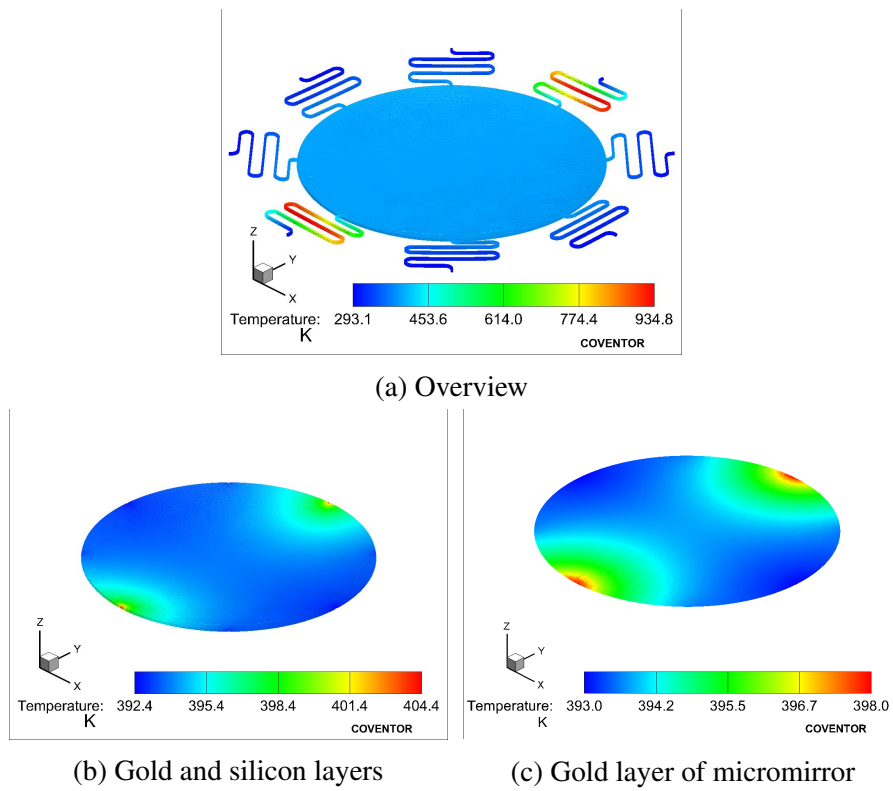 Z
Y
X
Temperature: 293.1 453.6 614.0 774.4 934.8
K
COVENTOR
(a) Overview
Z
Y
X
Temperature: 392.4 395.4 398.4 401.4 404.4
K
COVENTOR
(b) Gold and silicon layers
Z
Y
X
Temperature: 393.0 394.2 395.5 396.7 398.0
K
COVENTOR
(c) Gold layer of micromirror